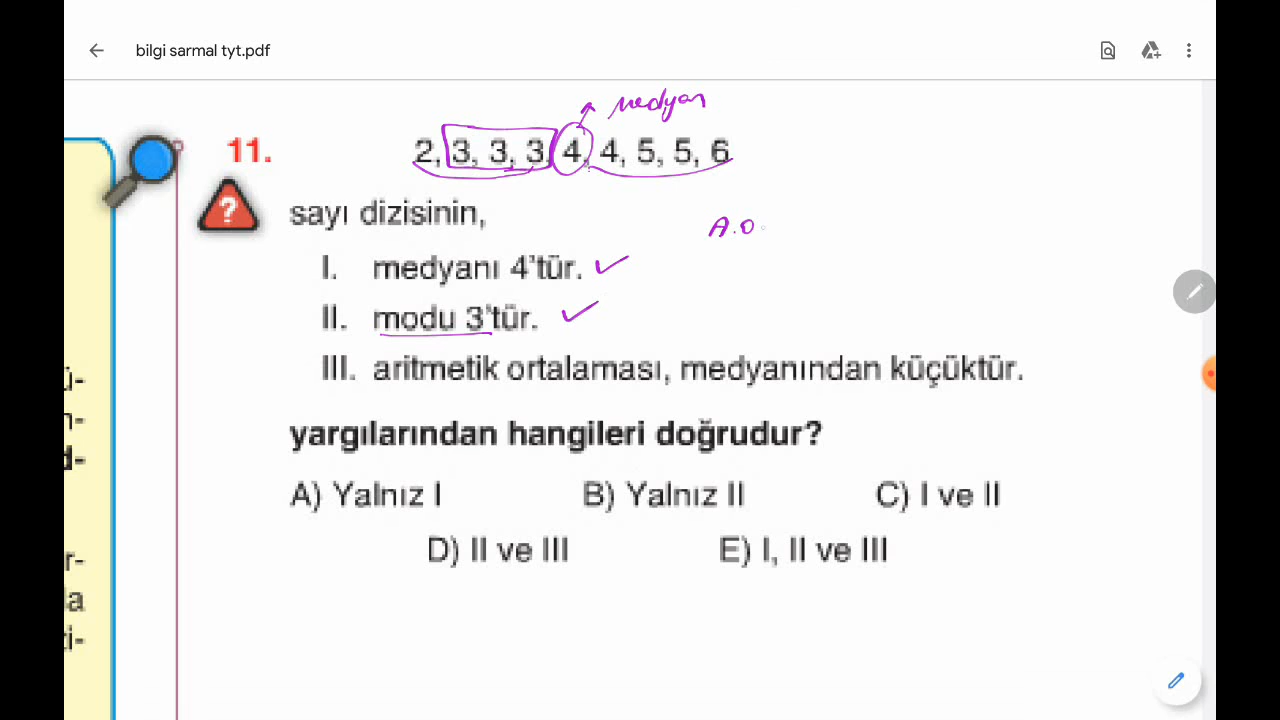 bilgi sarmal tyt.pdf
medyan
11. 2, 3, 3, 3, 4, 4, 5, 5, 6
?
sayı dizisinin,
A.O
I. medyanı 4'tür.
II. modu 3'tür.
III. aritmetik ortalaması, medyanından küçüktür.
yargılarından hangileri doğrudur?
A) Yalnız I B) Yalnız II C) I ve II
D) II ve III E) I, II ve III
ü-
d-
r-